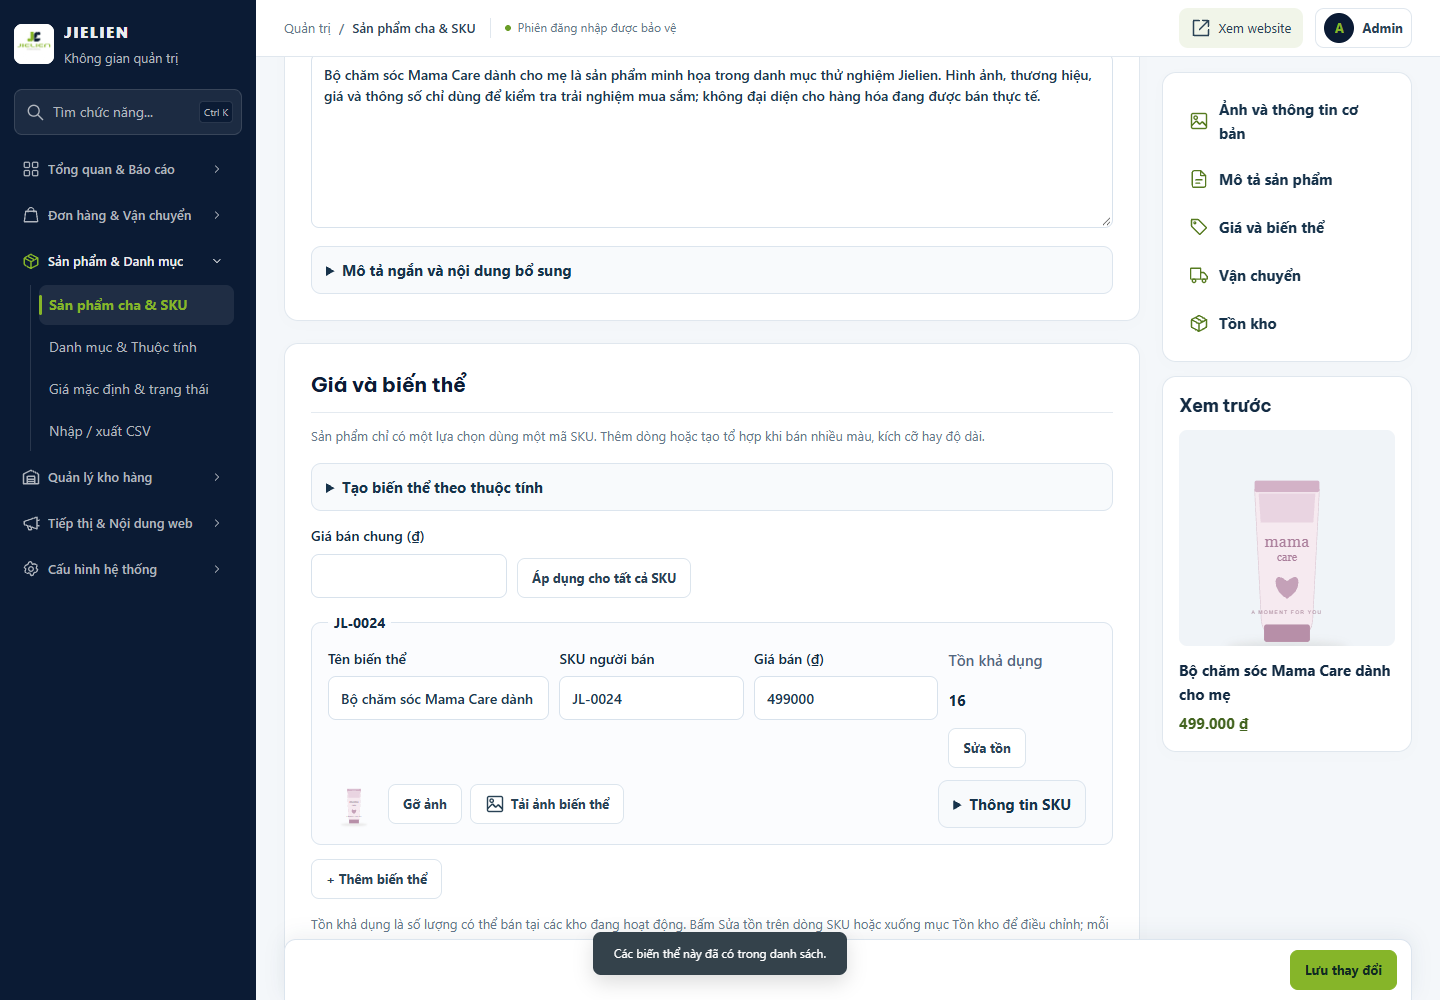 JIELIEN
Không gian quản trị
Tìm chức năng...
Ctrl K
Tổng quan & Báo cáo
Đơn hàng & Vận chuyển
Sản phẩm & Danh mục
Sản phẩm cha & SKU
Danh mục & Thuộc tính
Giá mặc định & trạng thái
Nhập / xuất CSV
Quản lý kho hàng
Tiếp thị & Nội dung web
Cấu hình hệ thống
Quản trị / Sản phẩm cha & SKU
Phiên đăng nhập được bảo vệ
Xem website
A Admin
Bộ chăm sóc Mama Care dành cho mẹ là sản phẩm minh họa trong danh mục thử nghiệm Jielien. Hình ảnh, thương hiệu,
giá và thông số chỉ dùng để kiểm tra trải nghiệm mua sắm; không đại diện cho hàng hóa đang được bán thực tế.
Mô tả ngắn và nội dung bổ sung
Giá và biến thể
Sản phẩm chỉ có một lựa chọn dùng một mã SKU. Thêm dòng hoặc tạo tổ hợp khi bán nhiều màu, kích cỡ hay độ dài.
Tạo biến thể theo thuộc tính
Giá bán chung (₫)
Áp dụng cho tất cả SKU
JL-0024
Tên biến thể
SKU người bán
Giá bán (₫)
Tồn khả dụng
Bộ chăm sóc Mama Care dành
JL-0024
499000
16
Sửa tồn
Gỡ ảnh
Tải ảnh biến thể
Thông tin SKU
+ Thêm biến thể
Tồn khả dụng là số lượng có thể bán tại các kho đang hoạt động. Bấm Sửa tồn trên dòng SKU hoặc xuống mục Tồn kho để điều chỉnh; mỗi
Các biến thể này đã có trong danh sách.
Lưu thay đổi
Ảnh và thông tin cơ
bản
Mô tả sản phẩm
Giá và biến thể
Vận chuyển
Tồn kho
Xem trước
mama
care
A MOMENT FOR YOU
Bộ chăm sóc Mama Care dành
cho mẹ
499.000 ₫